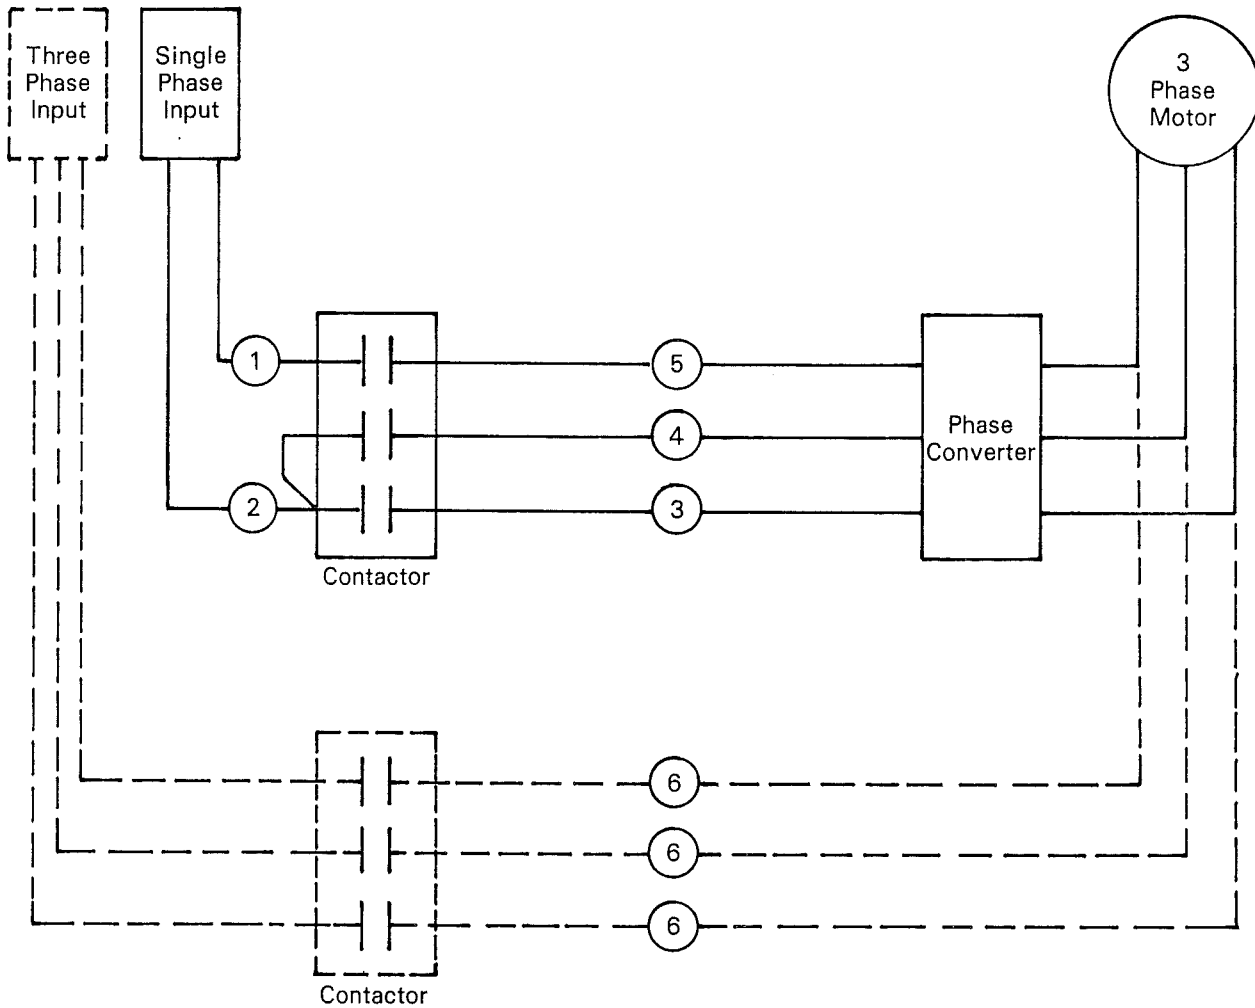 Three
Phase
Input
Single
Phase
Input
3
Phase
Motor
1
5
4
Phase
Converter
2
3
Contactor
6
6
6
Contactor